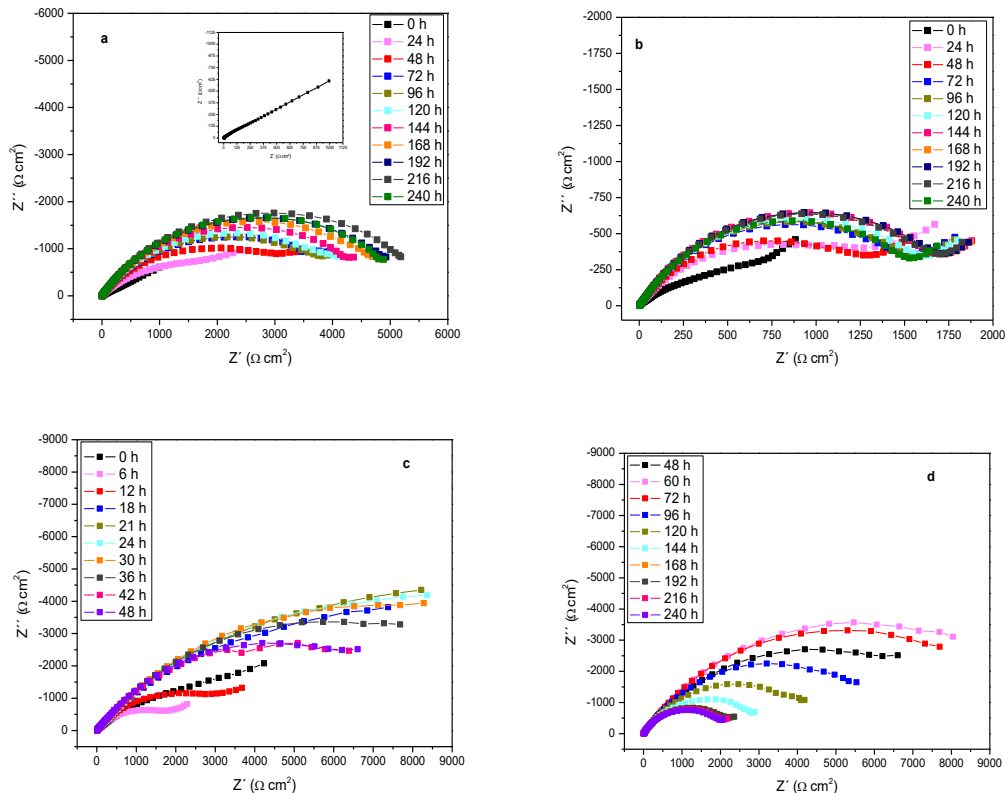 a
-6000
-5000
-4000
-3000
-2000
-1000
0
0 1000 2000 3000 4000 5000 6000
Z´´ (Ω cm²)
Z´ (Ω cm²)
0 h
24 h
48 h
72 h
96 h
120 h
144 h
168 h
192 h
216 h
240 h
Z´ (Ω cm²)
b
-2000
-1750
-1500
-1250
-1000
-750
-500
-250
0
0 250 500 750 1000 1250 1500 1750 2000
Z´´ (Ω cm²)
Z´ (Ω cm²)
0 h
24 h
48 h
72 h
96 h
120 h
144 h
168 h
192 h
216 h
240 h
c
-9000
-8000
-7000
-6000
-5000
-4000
-3000
-2000
-1000
0
0 1000 2000 3000 4000 5000 6000 7000 8000 9000
Z´´ (Ω cm²)
Z´ (Ω cm²)
0 h
6 h
12 h
18 h
21 h
24 h
30 h
36 h
42 h
48 h
d
-9000
-8000
-7000
-6000
-5000
-4000
-3000
-2000
-1000
0
0 1000 2000 3000 4000 5000 6000 7000 8000 9000
Z´´ (Ω cm²)
Z´ (Ω cm²)
48 h
60 h
72 h
96 h
120 h
144 h
168 h
192 h
216 h
240 h